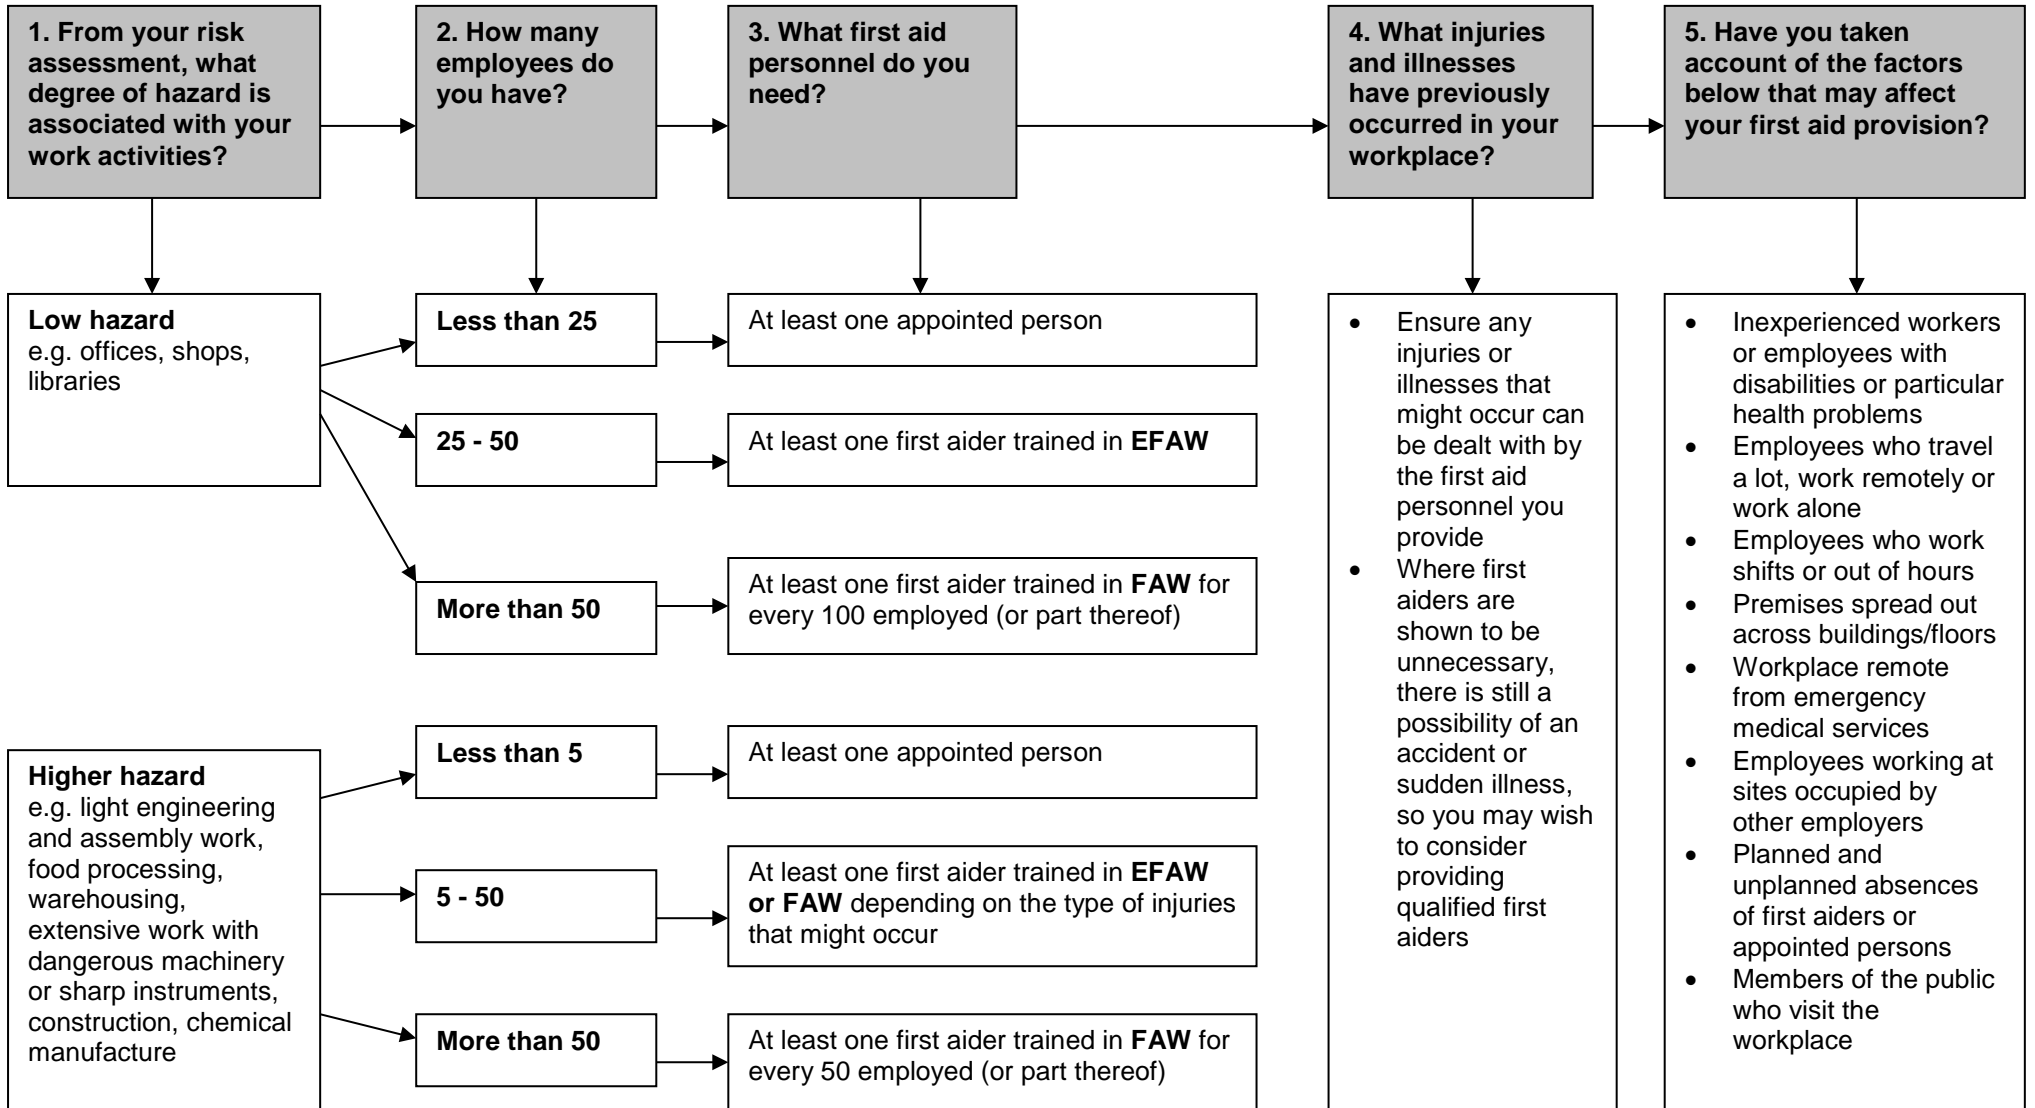 1. From your risk
assessment, what
degree of hazard is
associated with your
work activities?
2. How many
employees do
you have?
3. What first aid
personnel do you
need?
4. What injuries
and illnesses
have previously
occurred in your
workplace?
5. Have you taken
account of the factors
below that may affect
your first aid provision?
Low hazard
e.g. offices, shops,
libraries
Less than 25
At least one appointed person
25 - 50
At least one first aider trained in EFAW
More than 50
At least one first aider trained in FAW for
every 100 employed (or part thereof)
Higher hazard
e.g. light engineering
and assembly work,
food processing,
warehousing,
extensive work with
dangerous machinery
or sharp instruments,
construction, chemical
manufacture
Less than 5
At least one appointed person
5 - 50
At least one first aider trained in EFAW
or FAW depending on the type of injuries
that might occur
More than 50
At least one first aider trained in FAW for
every 50 employed (or part thereof)
• Ensure any
injuries or
illnesses that
might occur can
be dealt with by
the first aid
personnel you
provide
• Where first
aiders are
shown to be
unnecessary,
there is still a
possibility of an
accident or
sudden illness,
so you may wish
to consider
providing
qualified first
aiders
• Inexperienced workers
or employees with
disabilities or particular
health problems
• Employees who travel
a lot, work remotely or
work alone
• Employees who work
shifts or out of hours
• Premises spread out
across buildings/floors
• Workplace remote
from emergency
medical services
• Employees working at
sites occupied by
other employers
• Planned and
unplanned absences
of first aiders or
appointed persons
• Members of the public
who visit the
workplace